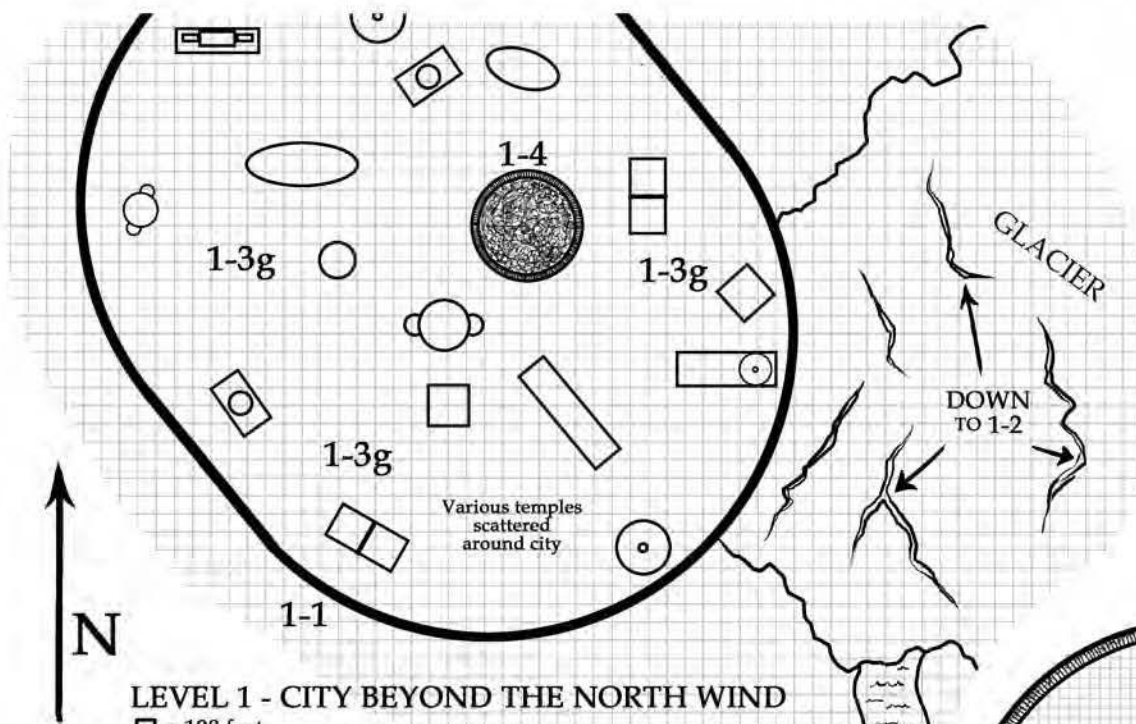 1-4
1-3g
1-3g
GLACIER
DOWN
TO 1-2
1-3g
Various temples
scattered
around city
1-1
N
LEVEL 1 - CITY BEYOND THE NORTH WIND